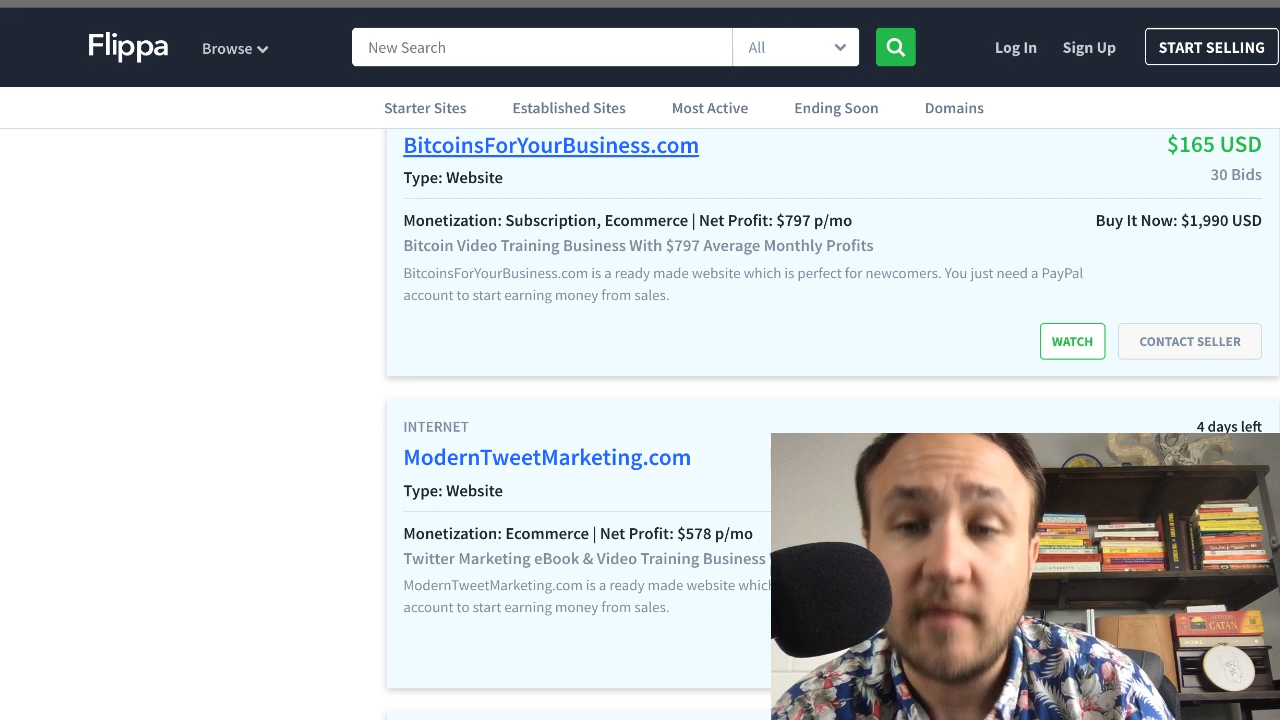 Flippa
Browse
New Search
All
Log In
Sign Up
START SELLING
Starter Sites
Established Sites
Most Active
Ending Soon
Domains
BitcoinsForYourBusiness.com
$165 USD
Type: Website
30 Bids
Monetization: Subscription, Ecommerce | Net Profit: $797 p/mo
Buy It Now: $1,990 USD
Bitcoin Video Training Business With $797 Average Monthly Profits
BitcoinsForYourBusiness.com is a ready made website which is perfect for newcomers. You just need a PayPal
account to start earning money from sales.
WATCH
CONTACT SELLER
INTERNET
4 days left
ModernTweetMarketing.com
Type: Website
Monetization: Ecommerce | Net Profit: $578 p/mo
Twitter Marketing eBook & Video Training Business
ModernTweetMarketing.com is a ready made website
account to start earning money from sales.
CATAN